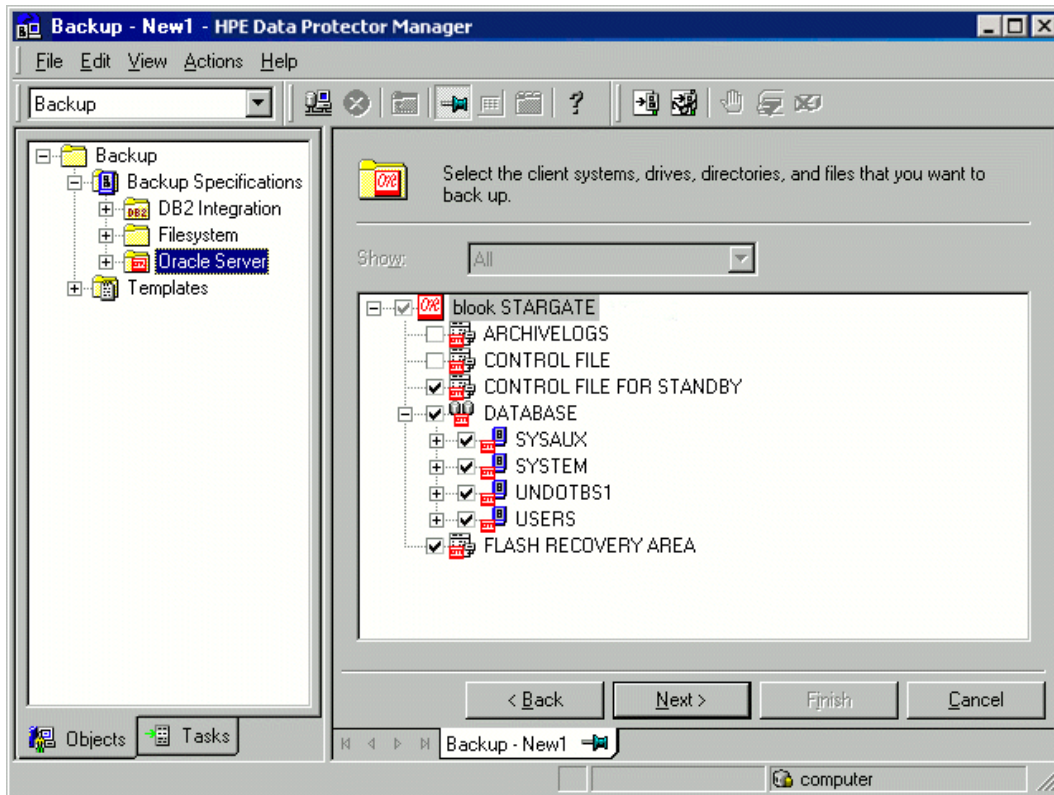 Backup - New1 - HPE Data Protector Manager
File Edit View Actions Help
Backup
?
Backup
Backup Specifications
DB2 DB2 Integration
Filesystem
Oracle Server
Templates
Objects
Tasks
Select the client systems, drives, directories, and files that you want to
back up.
Show: All
blook STARGATE
ARCHIVELOGS
CONTROL FILE
CONTROL FILE FOR STANDBY
DATABASE
SYSAUX
SYSTEM
UNDOTBS1
USERS
FLASH RECOVERY AREA
< Back Next > Finish Cancel
Backup - New1
computer